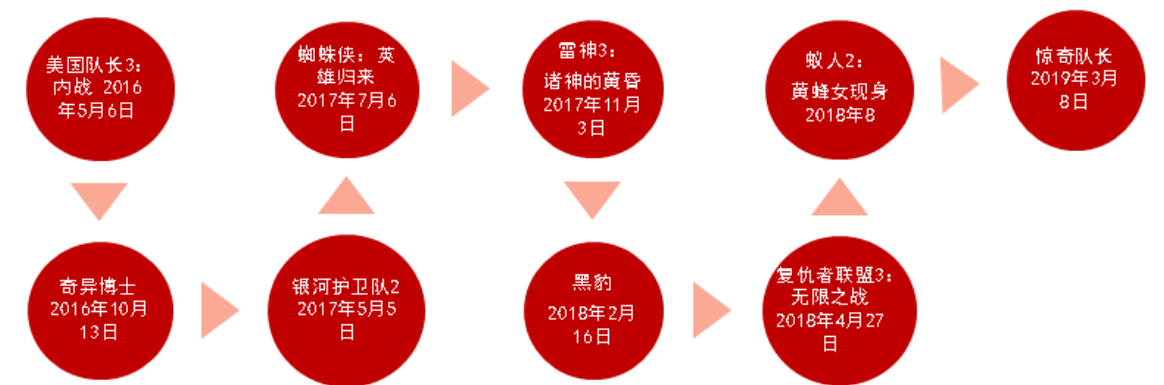 美国队长3：
内战 2016
年5月6日
奇异博士
2016年10月
13日
银河护卫队2
2017年5月5
日
蜘蛛侠：英
雄归来
2017年7月6
日
雷神3：
诸神的黄昏
2017年11月
3日
黑豹
2018年2月
16日
复仇者联盟3：
无限之战
2018年4月27
日
蚁人2：
黄蜂女现身
2018年8
惊奇队长
2019年3月
8日